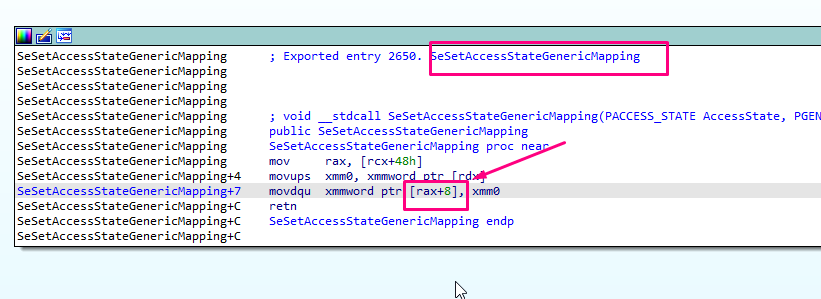 SeSetAccessStateGenericMapping ; Exported entry 2650. SeSetAccessStateGenericMapping
SeSetAccessStateGenericMapping
SeSetAccessStateGenericMapping
SeSetAccessStateGenericMapping
SeSetAccessStateGenericMapping ; void __stdcall SeSetAccessStateGenericMapping(PACCESS_STATE AccessState, PGEN
SeSetAccessStateGenericMapping public SeSetAccessStateGenericMapping
SeSetAccessStateGenericMapping SeSetAccessStateGenericMapping proc near
SeSetAccessStateGenericMapping mov rax, [rcx+48h]
SeSetAccessStateGenericMapping+4 movups xmm0, xmmword ptr [rdx]
SeSetAccessStateGenericMapping+7 movdqu xmmword ptr [rax+8], xmm0
SeSetAccessStateGenericMapping+C retn
SeSetAccessStateGenericMapping+C SeSetAccessStateGenericMapping endp
SeSetAccessStateGenericMapping+C